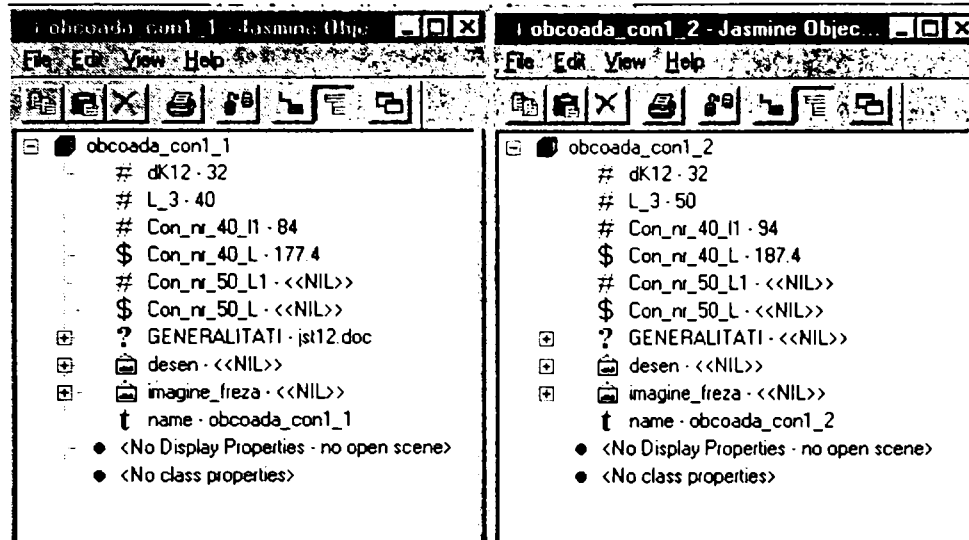 obcoada_con1_1 - Jasmine Obje
File Edit View Help
obcoada_con1_1
# dK12 - 32
# L_3 - 40
# Con_nr_40_l1 - 84
$ Con_nr_40_L - 177.4
# Con_nr_50_L1 - <<NIL>>
$ Con_nr_50_L - <<NIL>>
? GENERALITATI - jst12.doc
desen - <<NIL>>
imagine_freza - <<NIL>>
t name - obcoada_con1_1
<No Display Properties - no open scene>
<No class properties>
obcoada_con1_2 - Jasmine Objec...
File Edit View Help
obcoada_con1_2
# dK12 - 32
# L_3 - 50
# Con_nr_40_l1 - 94
$ Con_nr_40_L - 187.4
# Con_nr_50_L1 - <<NIL>>
$ Con_nr_50_L - <<NIL>>
? GENERALITATI - <<NIL>>
desen - <<NIL>>
imagine_freza - <<NIL>>
t name - obcoada_con1_2
<No Display Properties - no open scene>
<No class properties>